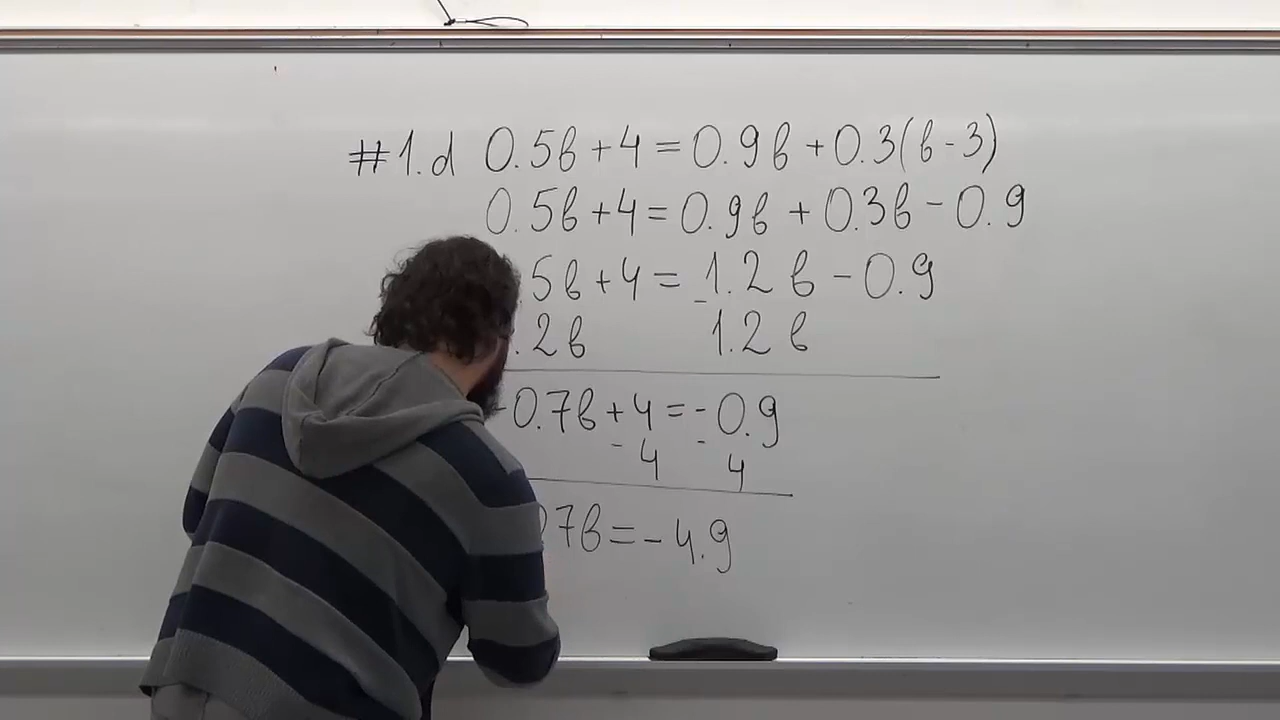 #1.d 0.5b+4=0.9b+0.3(b-3)
0.5b+4=0.9b+0.3b-0.9
.5b+4=1.2b-0.9
.2b - 1.2b
-0.7b+4=-0.9
-4 -4
7b=-4.9